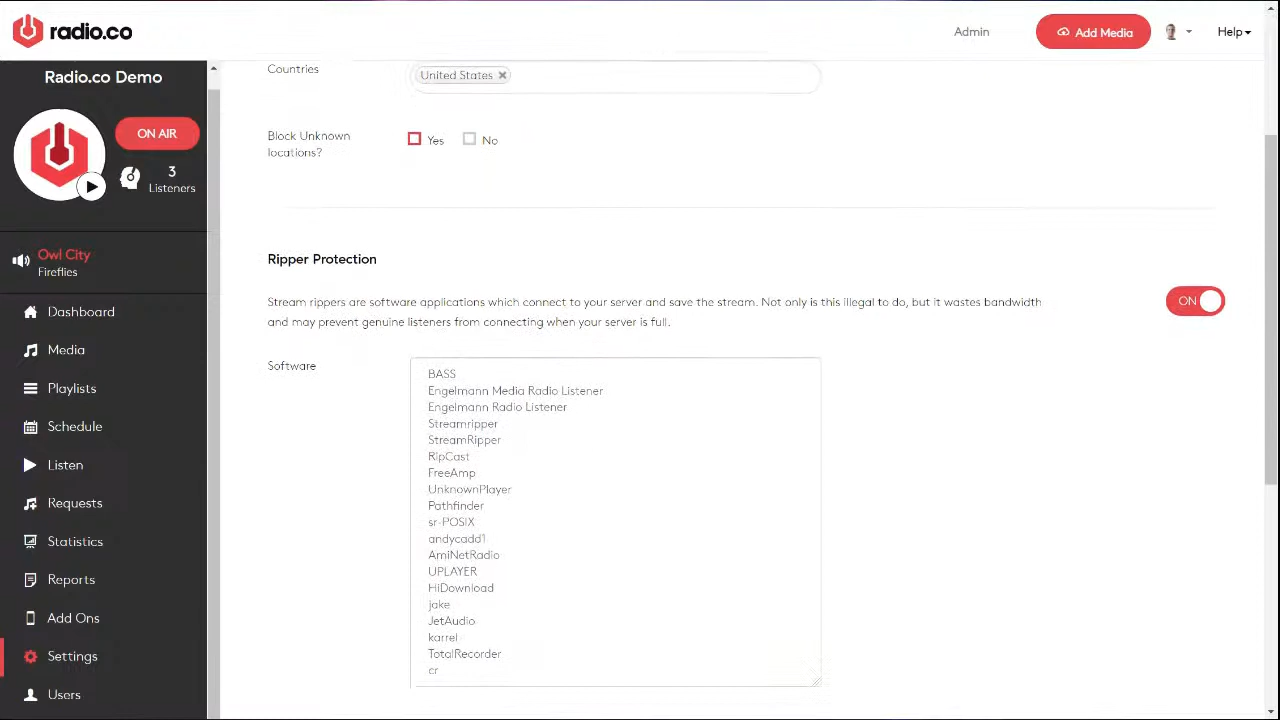 radio.co
Admin
Add Media
Help
Radio.co Demo
ON AIR
3
Listeners
Owl City
Fireflies
Dashboard
Media
Playlists
Schedule
Listen
Requests
Statistics
Reports
Add Ons
Settings
Users
Countries
United States ×
Block Unknown
locations?
Yes
No
Ripper Protection
Stream rippers are software applications which connect to your server and save the stream. Not only is this illegal to do, but it wastes bandwidth
and may prevent genuine listeners from connecting when your server is full.
ON
Software
BASS
Engelmann Media Radio Listener
Engelmann Radio Listener
Streamripper
StreamRipper
RipCast
FreeAmp
UnknownPlayer
Pathfinder
sr-POSIX
andycadd1
AmiNetRadio
UPLAYER
HiDownload
jake
JetAudio
karrel
TotalRecorder
cr